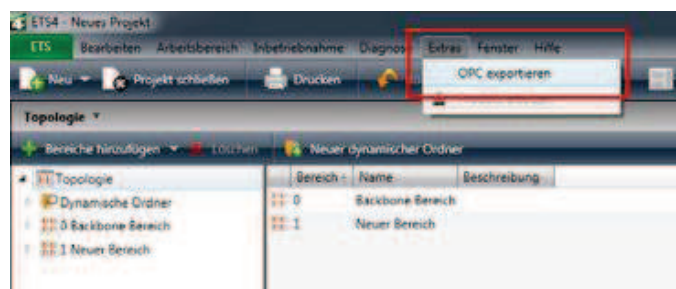 ETS4 - Neues Projekt
ETS Bearbeiten Arbeitsbereich Inbetriebnahme Diagnose Extras Fenster Hilfe
Neu Projekt schließen Drucken OPC exportieren
Topologie
Bereiche hinzufügen Löschen Neuer dynamischer Ordner
Topologie Bereich Name Beschreibung
Dynamische Ordner 0 Backbone Bereich
0 Backbone Bereich 1 Neuer Bereich
1 Neuer Bereich